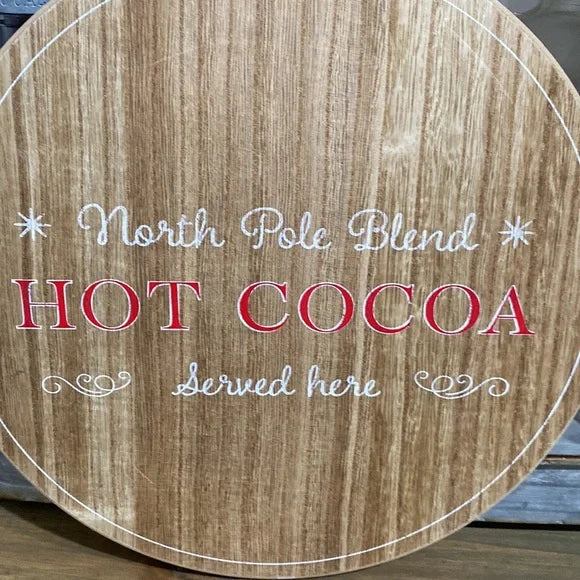 North Pole Blend
HOT COCOA
Served here